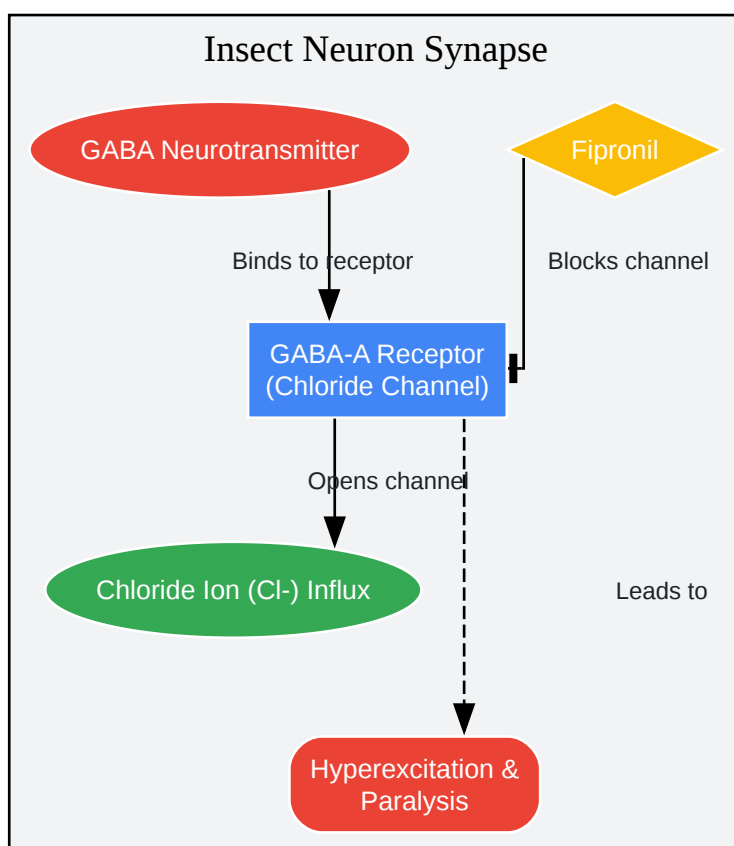 Insect Neuron Synapse
GABA Neurotransmitter
Fipronil
Binds to receptor
Blocks channel
GABA-A Receptor
(Chloride Channel)
Opens channel
Chloride Ion (Cl-) Influx
Leads to
Hyperexcitation &
Paralysis